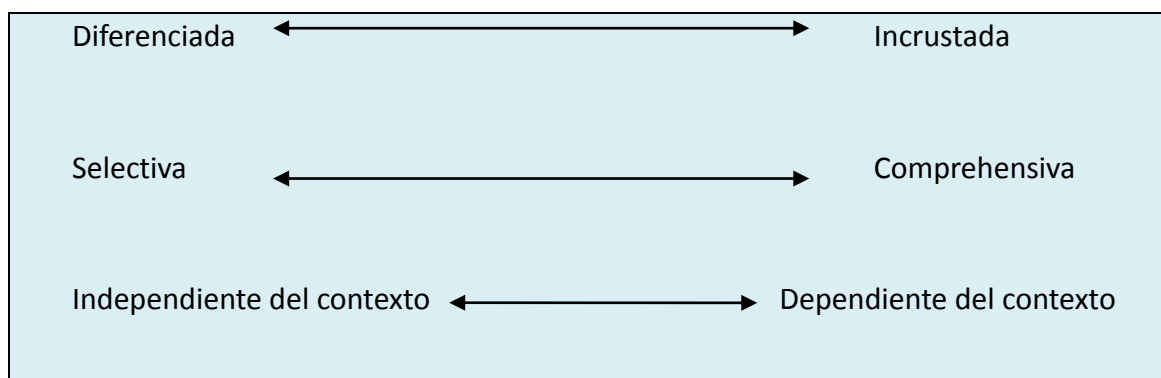 Diferenciada Incrustada
Selectiva Comprehensiva
Independiente del contexto Dependiente del contexto